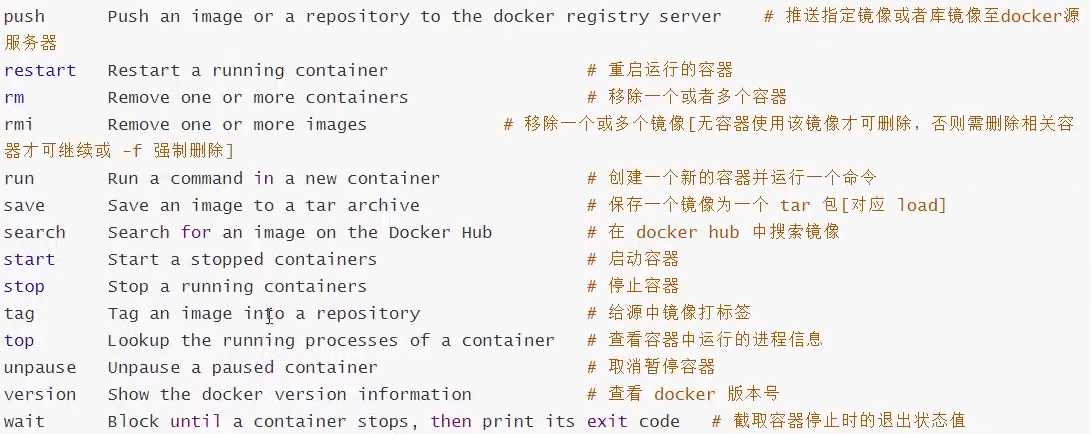 push Push an image or a repository to the docker registry server # 推送指定镜像或者库镜像至docker源
服务器
restart Restart a running container # 重启运行的容器
rm Remove one or more containers # 移除一个或者多个容器
rmi Remove one or more images # 移除一个或多个镜像[无容器使用该镜像才可删除，否则需删除相关容
器才可继续或 -f 强制删除]
run Run a command in a new container # 创建一个新的容器并运行一个命令
save Save an image to a tar archive # 保存一个镜像为一个 tar 包[对应 load]
search Search for an image on the Docker Hub # 在 docker hub 中搜索镜像
start Start a stopped containers # 启动容器
stop Stop a running containers # 停止容器
tag Tag an image into a repository # 给源中镜像打标签
top Lookup the running processes of a container # 查看容器中运行的进程信息
unpause Unpause a paused container # 取消暂停容器
version Show the docker version information # 查看 docker 版本号
wait Block until a container stops, then print its exit code # 截取容器停止时的退出状态值